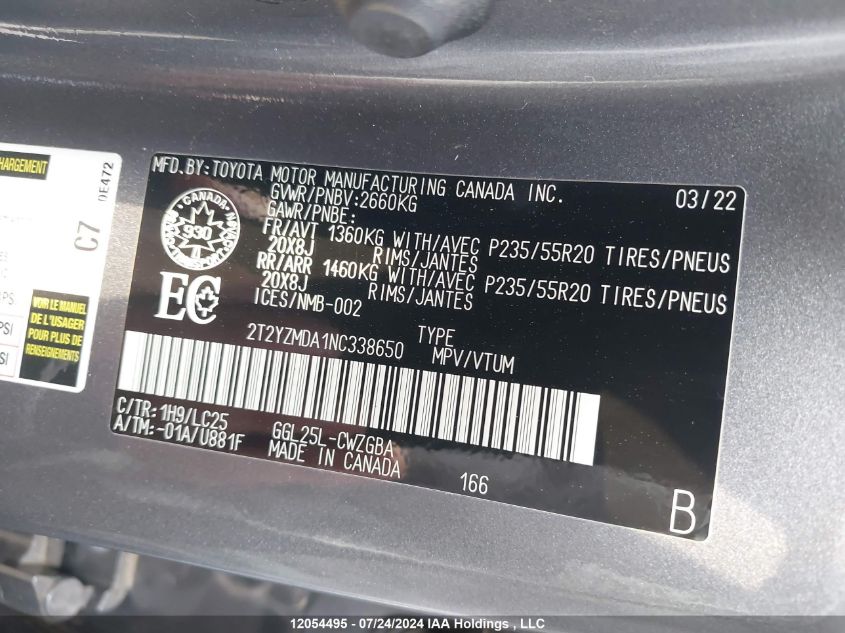 HARGEMENT
0E472
C7
VOIR LE MANUEL
DE L'USAGER
POUR PLUS DE
RENSEIGNEMENTS
PSI
SI
MFD.BY:TOYOTA MOTOR MANUFACTURING CANADA INC. 03/22
GVWR/PNBV:2660KG
GAWR/PNBE:
FR/AVT 1360KG WITH/AVEC P235/55R20 TIRES/PNEUS
20X8J RIMS/JANTES
RR/ARR 1460KG WITH/AVEC P235/55R20 TIRES/PNEUS
20X8J RIMS/JANTES
ICES/NMB-002
CANADA
930
EC
2T2YZMDA1NC338650 TYPE
MPV/VTUM
C/TR: 1H9/LC25 GGL25L-CWZGBA
A/TM:-01A/U881F MADE IN CANADA
166
B
12054495 - 07/24/2024 IAA Holdings , LLC